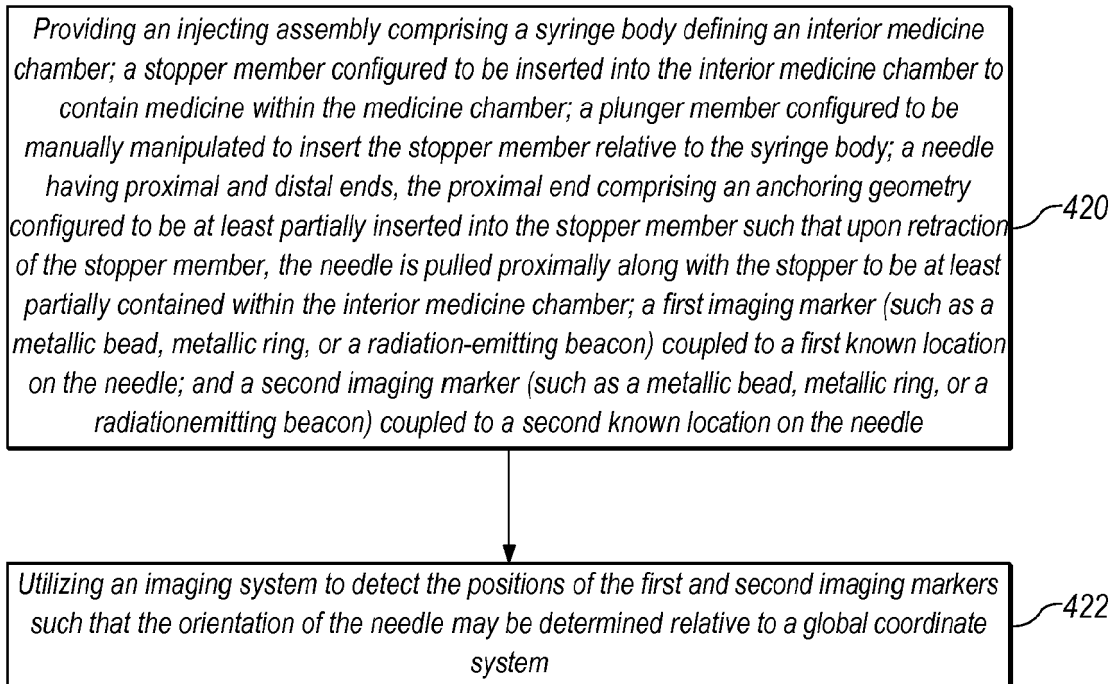 Providing an injecting assembly comprising a syringe body defining an interior medicine
chamber; a stopper member configured to be inserted into the interior medicine chamber to
contain medicine within the medicine chamber; a plunger member configured to be
manually manipulated to insert the stopper member relative to the syringe body; a needle
having proximal and distal ends, the proximal end comprising an anchoring geometry
configured to be at least partially inserted into the stopper member such that upon retraction
of the stopper member, the needle is pulled proximally along with the stopper to be at least
partially contained within the interior medicine chamber; a first imaging marker (such as a
metallic bead, metallic ring, or a radiation-emitting beacon) coupled to a first known location
on the needle; and a second imaging marker (such as a metallic bead, metallic ring, or a
radiationemitting beacon) coupled to a second known location on the needle
420
Utilizing an imaging system to detect the positions of the first and second imaging markers
such that the orientation of the needle may be determined relative to a global coordinate
system
422